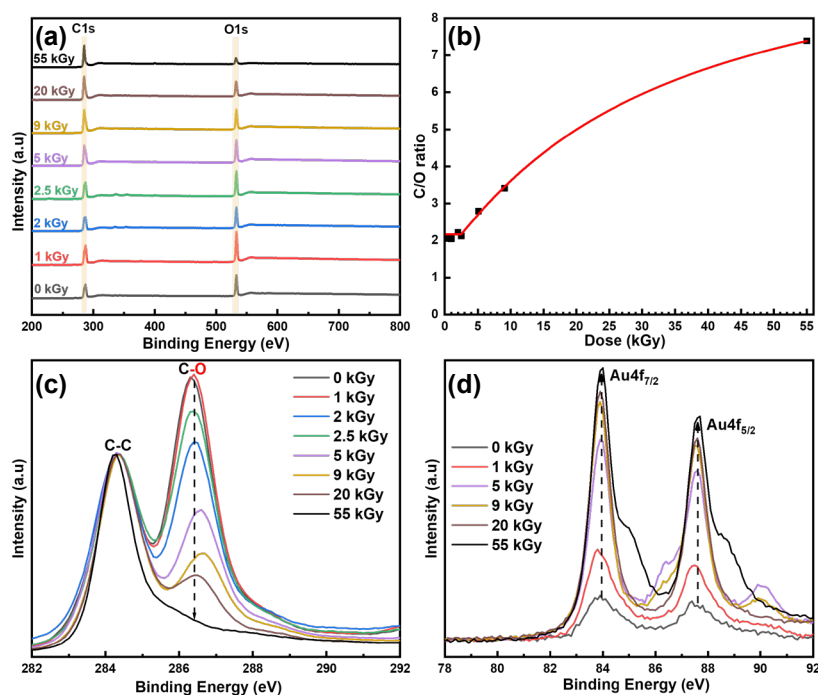 (a)
C1s
O1s
55 kGy
20 kGy
9 kGy
5 kGy
2.5 kGy
2 kGy
1 kGy
0 kGy
Intensity (a.u)
200 300 400 500 600 700 800
Binding Energy (eV)
(b)
8
7
6
5
4
3
2
1
0
C/O ratio
0 5 10 15 20 25 30 35 40 45 50 55
Dose (kGy)
(c)
C-O
C-C
0 kGy
1 kGy
2 kGy
2.5 kGy
5 kGy
9 kGy
20 kGy
55 kGy
Intensity (a.u)
282 284 286 288 290 292
Binding Energy (eV)
(d)
Au4f7/2
Au4f5/2
0 kGy
1 kGy
5 kGy
9 kGy
20 kGy
55 kGy
Intensity (a.u)
78 80 82 84 86 87 90 92
Binding Energy (eV)